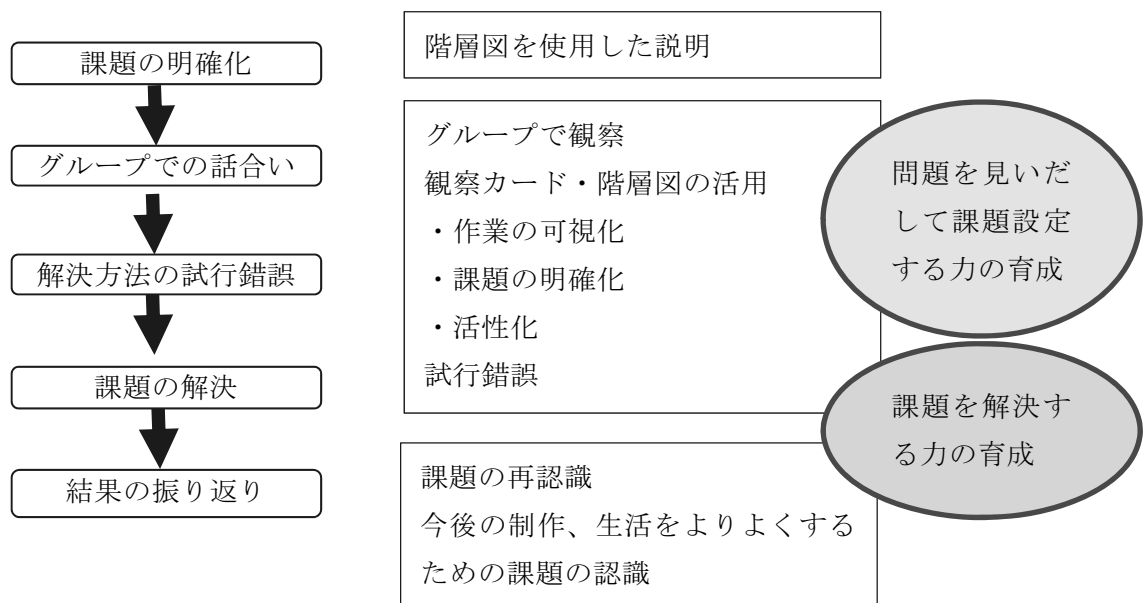 課題の明確化
グループでの話合い
解決方法の試行錯誤
課題の解決
結果の振り返り
階層図を使用した説明
グループで観察
観察カード・階層図の活用
・作業の可視化
・課題の明確化
・活性化
試行錯誤
課題の再認識
今後の制作、生活をよりよくする
ための課題の認識
問題を見いだ
して課題設定
する力の育成
課題を解決す
る力の育成